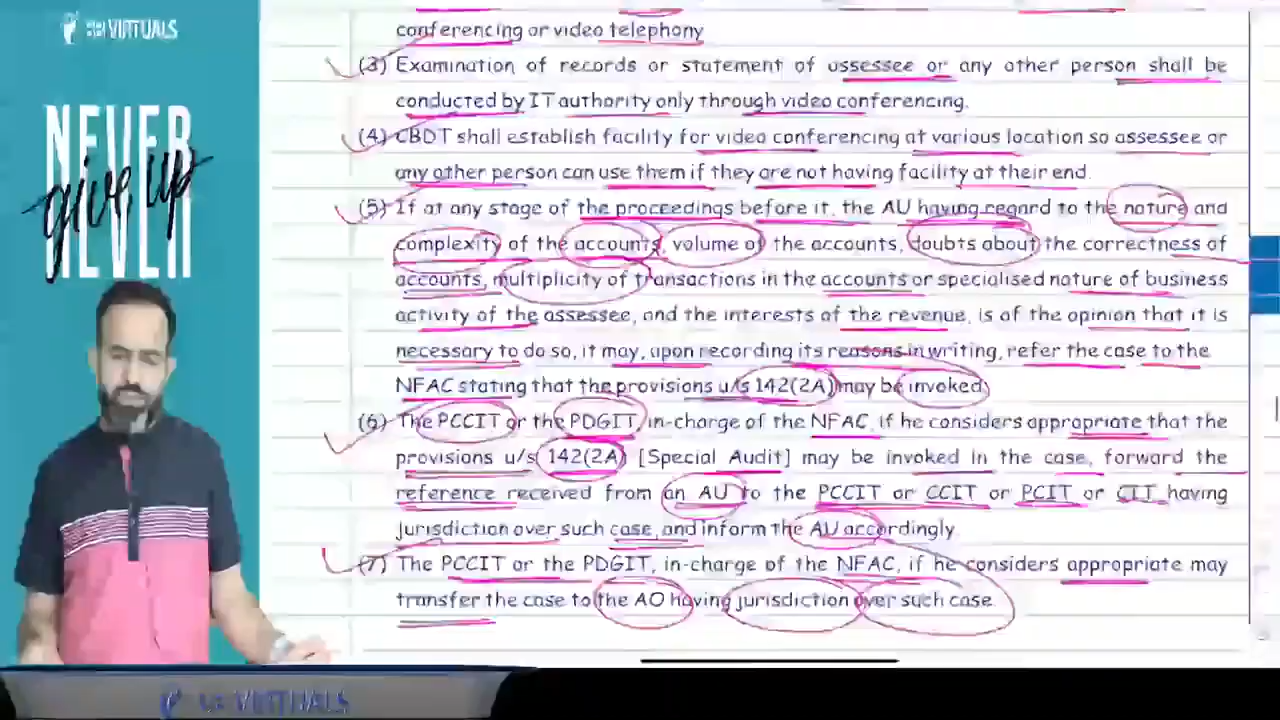 VIRTUALS
NEVER
give up
NEVER
conferencing or video telephony
(3) Examination of records or statement of assessee or any other person shall be
conducted by IT authority only through video conferencing.
(4) CBDT shall establish facility for video conferencing at various location so assessee or
any other person can use them if they are not having facility at their end.
(5) If at any stage of the proceedings before it, the AU having regard to the nature and
complexity of the accounts, volume of the accounts, doubts about the correctness of
accounts, multiplicity of transactions in the accounts or specialised nature of business
activity of the assessee, and the interests of the revenue, is of the opinion that it is
necessary to do so, it may, upon recording its reasons in writing, refer the case to the
NFAC stating that the provisions u/s 142(2A) may be invoked.
(6) The PCCIT or the PDGIT, in-charge of the NFAC, if he considers appropriate that the
provisions u/s 142(2A) [Special Audit] may be invoked in the case, forward the
reference received from an AU to the PCCIT or CCIT or PCIT or CIT having
jurisdiction over such case, and inform the AU accordingly
(7) The PCCIT or the PDGIT, in-charge of the NFAC, if he considers appropriate may
transfer the case to the AO having jurisdiction over such case.
VIRTUALS